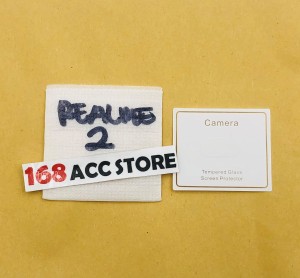 REALME
2
168 ACC STORE
Camera
Tempered Glass
Screen Protector